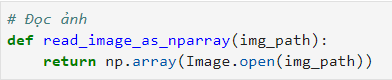 # Đọc ảnh
def read_image_as_nparray(img_path):
    return np.array(Image.open(img_path))